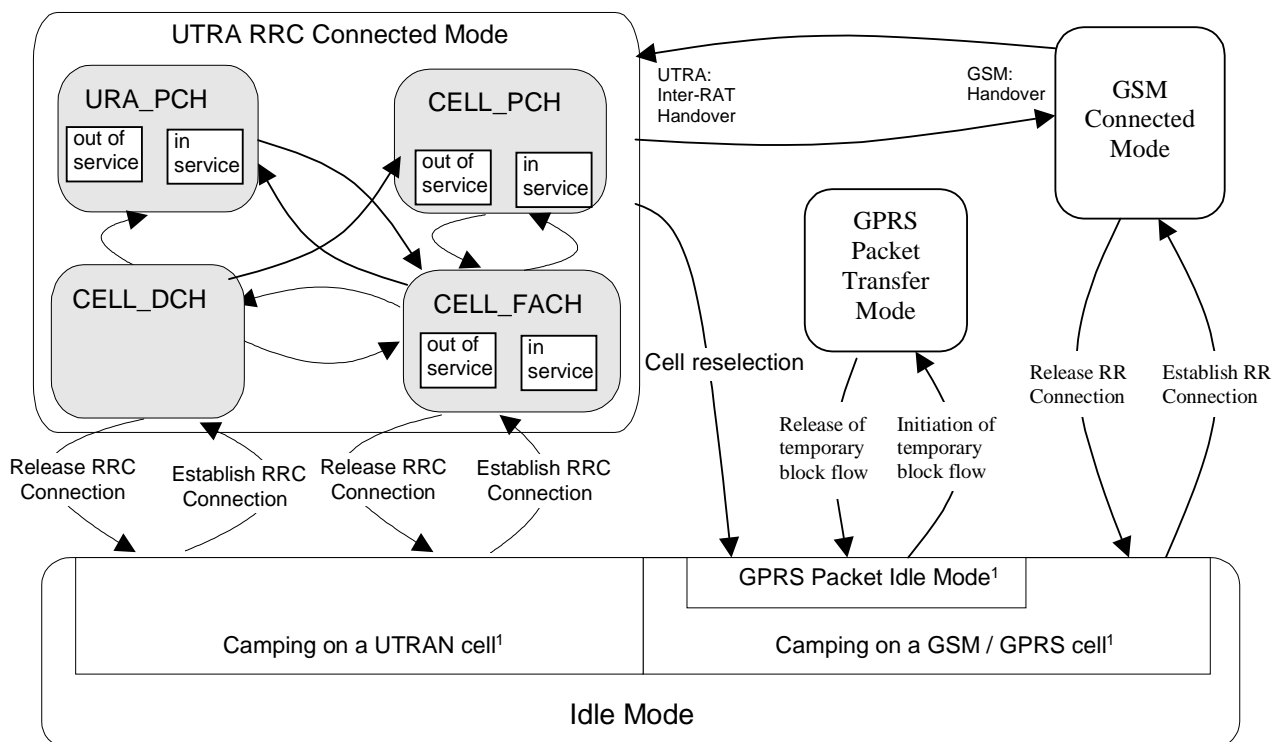 UTRA RRC Connected Mode
URA_PCH
out of
service
in
service
CELL_PCH
out of
service
in
service
CELL_DCH
CELL_FACH
out of
service
in
service
UTRA:
Inter-RAT
Handover
GSM:
Handover
GSM
Connected
Mode
GPRS
Packet
Transfer
Mode
Cell reselection
Release of
temporary
block flow
Initiation of
temporary
block flow
Release RR
Connection
Establish RR
Connection
Release RRC
Connection
Establish RRC
Connection
Release RRC
Connection
Establish RRC
Connection
GPRS Packet Idle Mode¹
Camping on a UTRAN cell¹
Camping on a GSM / GPRS cell¹
Idle Mode